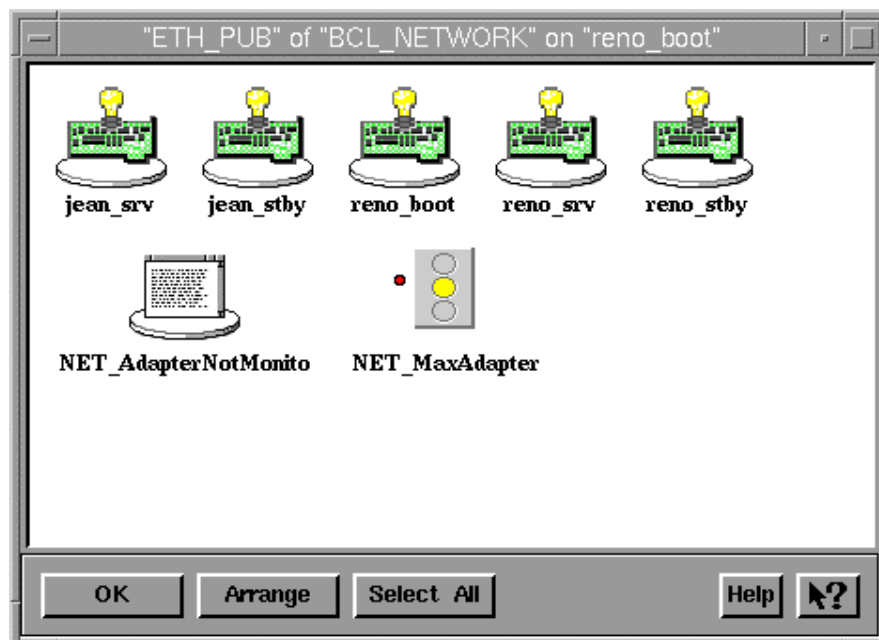 "ETH_PUB" of "BCL_NETWORK" on "reno_boot"
jean_srv jean_stby reno_boot reno_srv reno_stby
NET_AdapterNotMonito NET_MaxAdapter
OK Arrange Select All Help ?